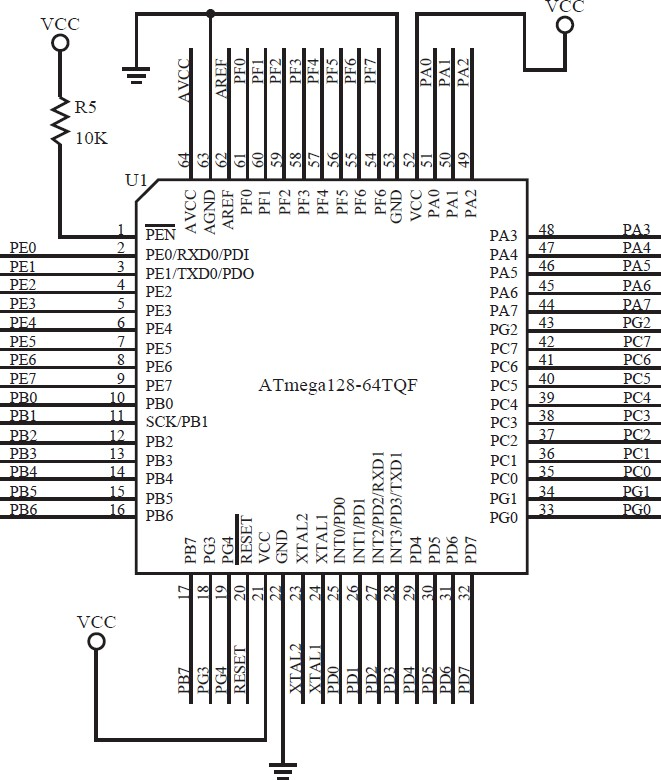 VCC
VCC
R5
10K
AVCC AREF PF0 PF1 PF2 PF3 PF4 PF5 PF6 PF7 PA0 PA1 PA2
64 63 62 61 60 59 58 57 56 55 54 53 52 51 50 49
U1
AVCC AGND AREF PF0 PF1 PF2 PF3 PF4 PF5 PF6 PF6 GND VCC PA0 PA1 PA2
1 PEN PA3 48 PA3
PE0 2 PE0/RXD0/PDI PA4 47 PA4
PE1 3 PE1/TXD0/PDO PA5 46 PA5
PE2 4 PE2 PA6 45 PA6
PE3 5 PE3 PA7 44 PA7
PE4 6 PE4 PG2 43 PG2
PE5 7 PE5 PC7 42 PC7
PE6 8 PE6 PC6 41 PC6
PE7 9 PE7 ATmega128-64TQF PC5 40 PC5
PB0 10 PB0 PC4 39 PC4
PB1 11 SCK/PB1 PC3 38 PC3
PB2 12 PB2 PC2 37 PC2
PB3 13 PB3 PC1 36 PC1
PB4 14 PB4 PC0 35 PC0
PB5 15 PB5 PG1 34 PG1
PB6 16 PB6 PG0 33 PG0
PB7 PG3 PG4 RESET VCC GND XTAL2 XTAL1 INT0/PD0 INT1/PD1 INT2/PD2/RXD1 INT3/PD3/TXD1 PD4 PD5 PD6 PD7
17 18 19 20 21 22 23 24 25 26 27 28 29 30 31 32
VCC
PB7 PG3 PG4 RESET XTAL2 XTAL1 PD0 PD1 PD2 PD3 PD4 PD5 PD6 PD7